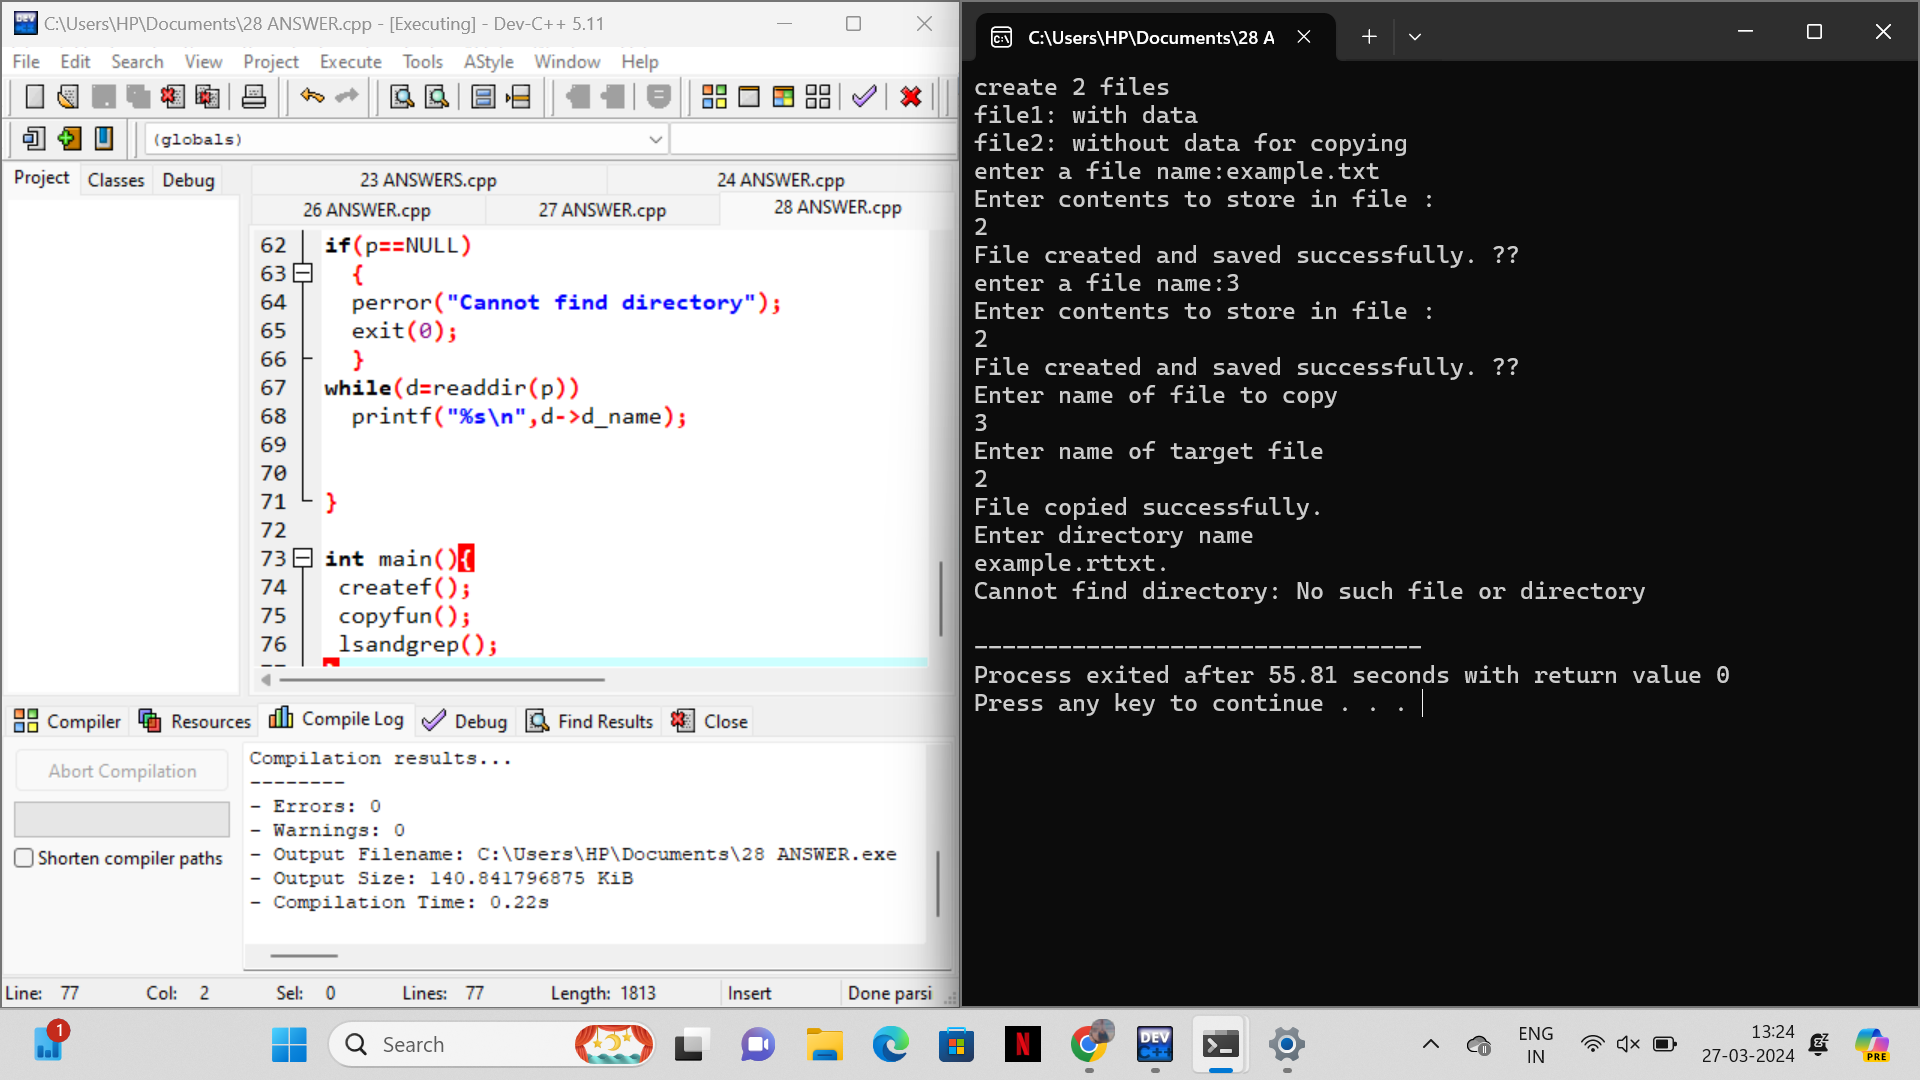 C:\Users\HP\Documents\28 ANSWER.cpp - [Executing] - Dev-C++ 5.11
File Edit Search View Project Execute Tools AStyle Window Help
(globals)
Project Classes Debug
23 ANSWERS.cpp 24 ANSWER.cpp
26 ANSWER.cpp 27 ANSWER.cpp 28 ANSWER.cpp
62 if(p==NULL)
63 {
64 perror("Cannot find directory");
65 exit(0);
66 }
67 while(d=readdir(p))
68 printf("%s\n",d->d_name);
69
70
71 }
72
73 int main(){
74 createf();
75 copyfun();
76 lsandgrep();
Compiler Resources Compile Log Debug Find Results Close
Abort Compilation
Shorten compiler paths
Compilation results...
--------
- Errors: 0
- Warnings: 0
- Output Filename: C:\Users\HP\Documents\28 ANSWER.exe
- Output Size: 140.841796875 KiB
- Compilation Time: 0.22s
Line: 77 Col: 2 Sel: 0 Lines: 77 Length: 1813 Insert Done parsi
C:\Users\HP\Documents\28 A
create 2 files
file1: with data
file2: without data for copying
enter a file name:example.txt
Enter contents to store in file :
2
File created and saved successfully. ??
enter a file name:3
Enter contents to store in file :
2
File created and saved successfully. ??
Enter name of file to copy
3
Enter name of target file
2
File copied successfully.
Enter directory name
example.rttxt.
Cannot find directory: No such file or directory
--------------------------------
Process exited after 55.81 seconds with return value 0
Press any key to continue . . .
1
Search
DEV
C++
ENG
IN
13:24
27-03-2024
PRE